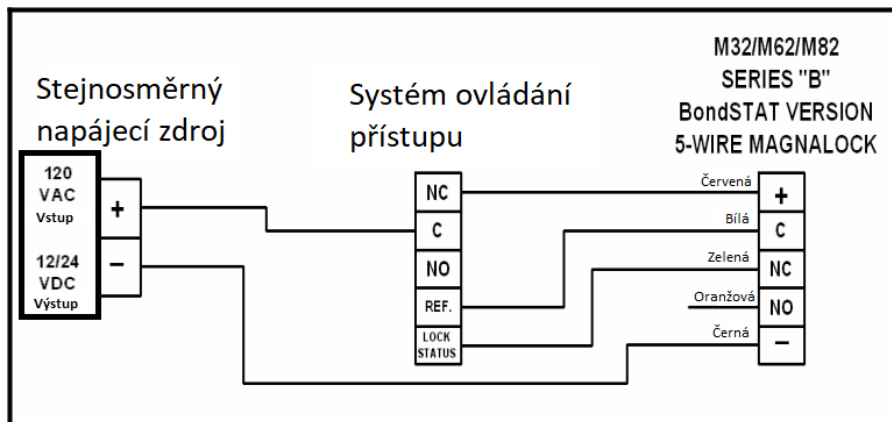 M32/M62/M82
SERIES "B"
BondSTAT VERSION
5-WIRE MAGNALOCK
Stejnosměrný
napájecí zdroj
Systém ovládání
přístupu
120
VAC
Vstup
12/24
VDC
Výstup
+
−
NC
C
NO
REF.
LOCK
STATUS
Červená
Bílá
Zelená
Oranžová
Černá
+
C
NC
NO
−